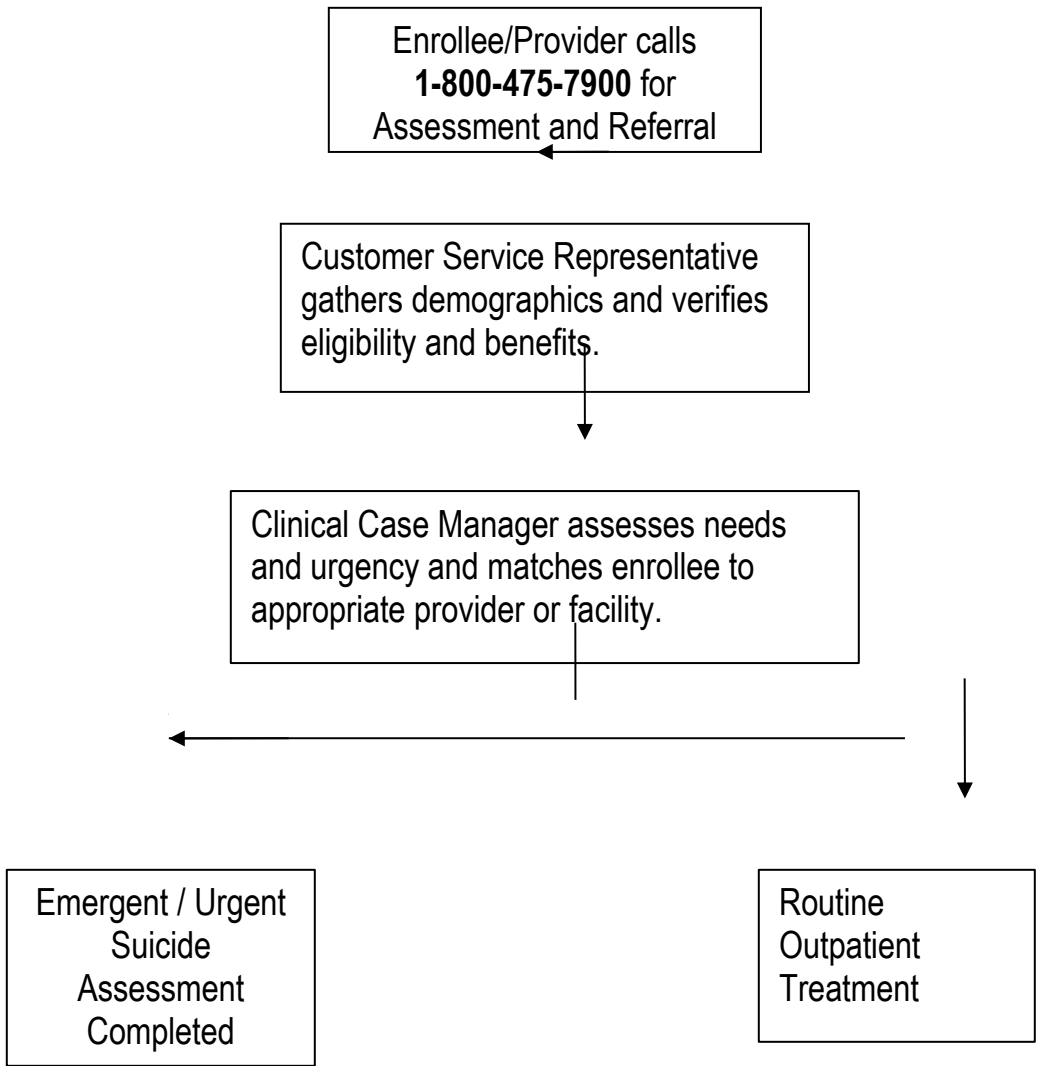 Enrollee/Provider calls
1-800-475-7900 for
Assessment and Referral
Customer Service Representative
gathers demographics and verifies
eligibility and benefits.
Clinical Case Manager assesses needs
and urgency and matches enrollee to
appropriate provider or facility.
Emergent / Urgent
Suicide
Assessment
Completed
Routine
Outpatient
Treatment